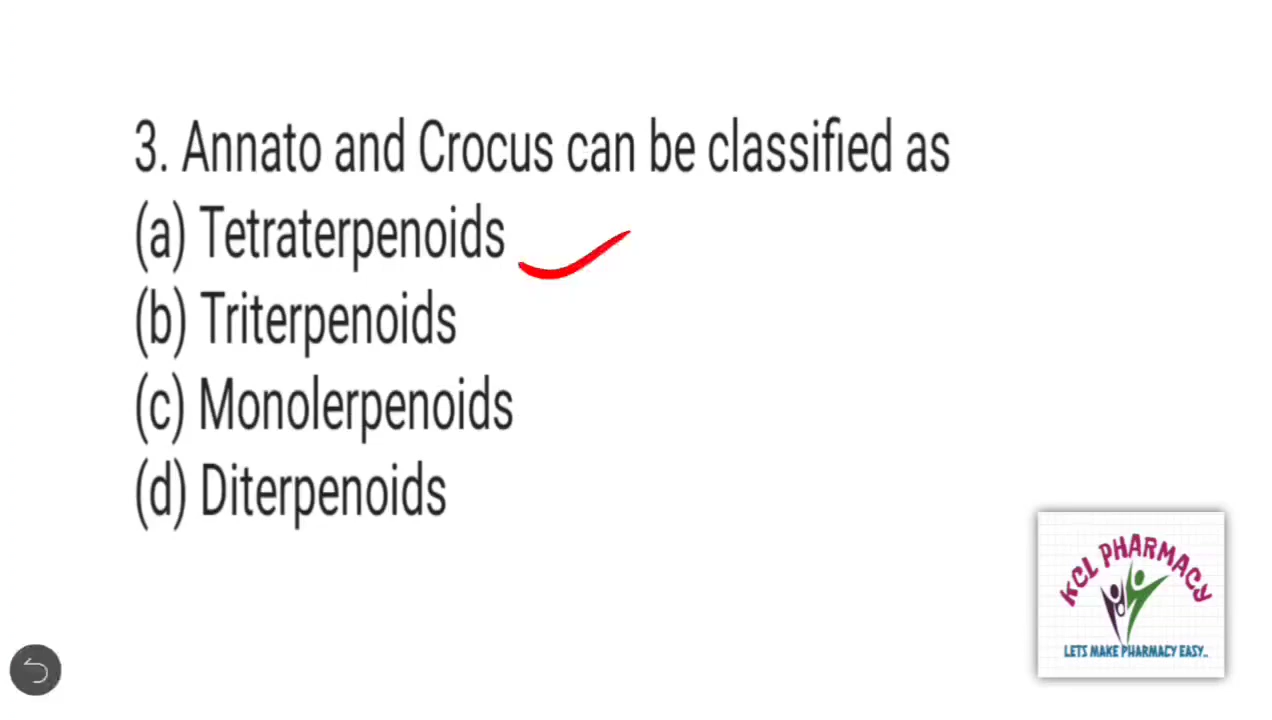 3. Annato and Crocus can be classified as
(a) Tetraterpenoids
(b) Triterpenoids
(c) Monolerpenoids
(d) Diterpenoids
KCL PHARMACY
LETS MAKE PHARMACY EASY..